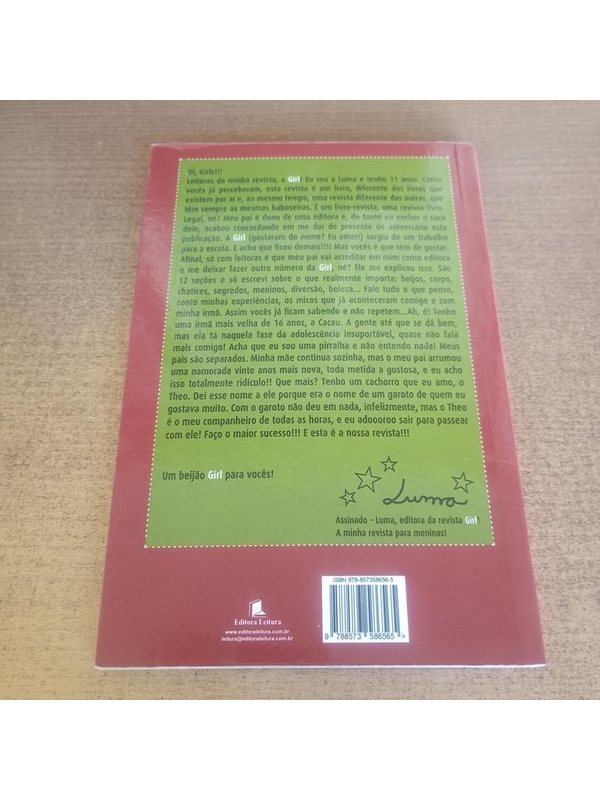 Oi, Girls!!!
Leitoras da minha revista, a Girl! Eu sou a Luma e tenho 11 anos. Como
vocês já perceberam, esta revista é um livro, diferente dos livros que
existem por aí e, ao mesmo tempo, uma revista diferente das outras, que
têm sempre as mesmas baboseiras. É um livro-revista, uma revista-livro.
Legal, né? Meu pai é dono de uma editora e, de tanto eu encher o saco
dele, acabou concordando em me dar de presente de aniversário esta
publicação. A Girl (gostaram do nome? Eu amei!) surgiu de um trabalho
para a escola. E acho que ficou demais!!!! Mas vocês é que têm de gostar.
Afinal, só com leitoras é que meu pai vai acreditar em mim como editora
e me deixar fazer outro número da Girl, né? Ele me explicou isso. São
12 seções e só escrevi sobre o que realmente importa: beijos, corpo,
chatices, segredos, meninos, diversão, beleza... Falo tudo o que penso,
conto minhas experiências, os micos que já aconteceram comigo e com
minha irmã. Assim vocês já ficam sabendo e não repetem...Ah, é! Tenho
uma irmã mais velha de 16 anos, a Cacau. A gente até que se dá bem,
mas ela tá naquela fase da adolescência insuportável, quase não fala
mais comigo! Acha que eu sou uma pirralha e não entendo nada! Meus
pais são separados. Minha mãe continua sozinha, mas o meu pai arrumou
uma namorada vinte anos mais nova, toda metida a gostosa, e eu acho
isso totalmente ridículo!! Que mais? Tenho um cachorro que eu amo, o
Theo. Dei esse nome a ele porque era o nome de um garoto de quem eu
gostava muito. Com o garoto não deu em nada, infelizmente, mas o Theo
é o meu companheiro de todas as horas, e eu adoooroo sair para passear
com ele! Faço o maior sucesso!!! E esta é a nossa revista!!!
Um beijão Girl para vocês!
Luma
Assinado – Luma, editora da revista Girl!
A minha revista para meninas!
ISBN 978-857358656-5
9 788573 586565>
Editora Leitura
www.editoraleitura.com.br
leitura@editoraleitura.com.br